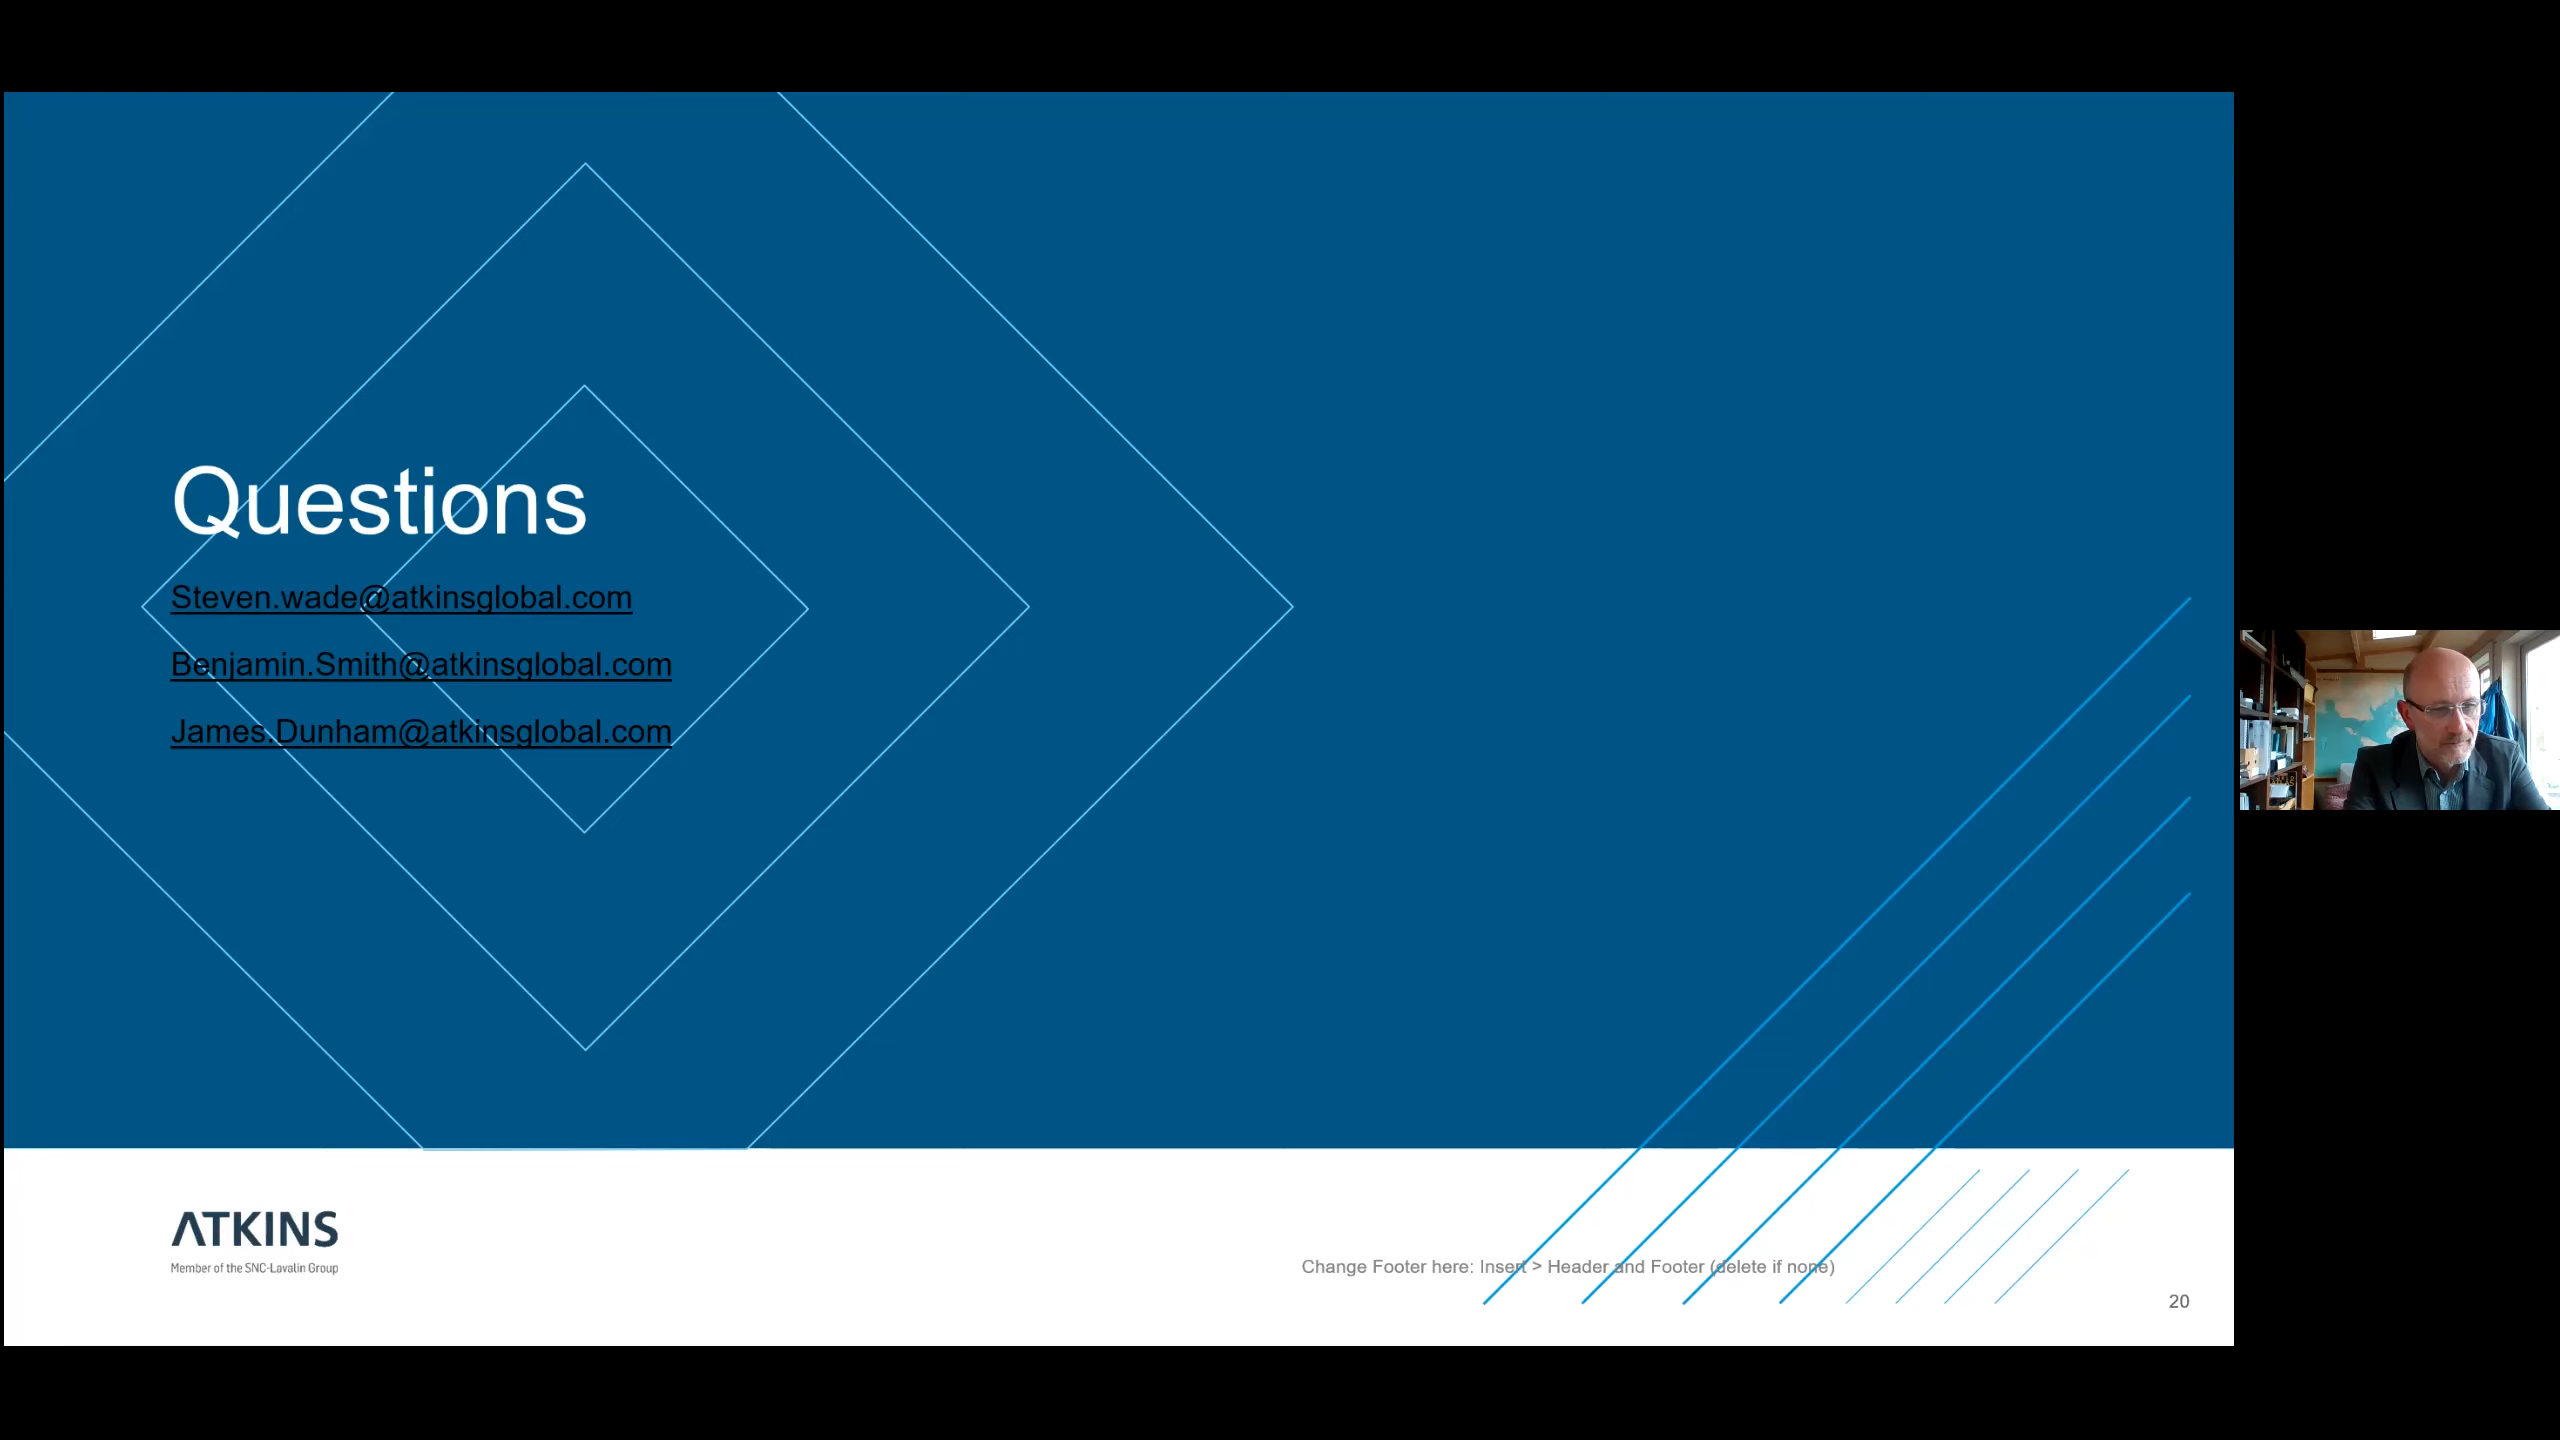 Questions
Steven.wade@atkinsglobal.com
Benjamin.Smith@atkinsglobal.com
James.Dunham@atkinsglobal.com
ATKINS
Member of the SNC-Lavalin Group
Change Footer here: Insert > Header and Footer (delete if none)
20